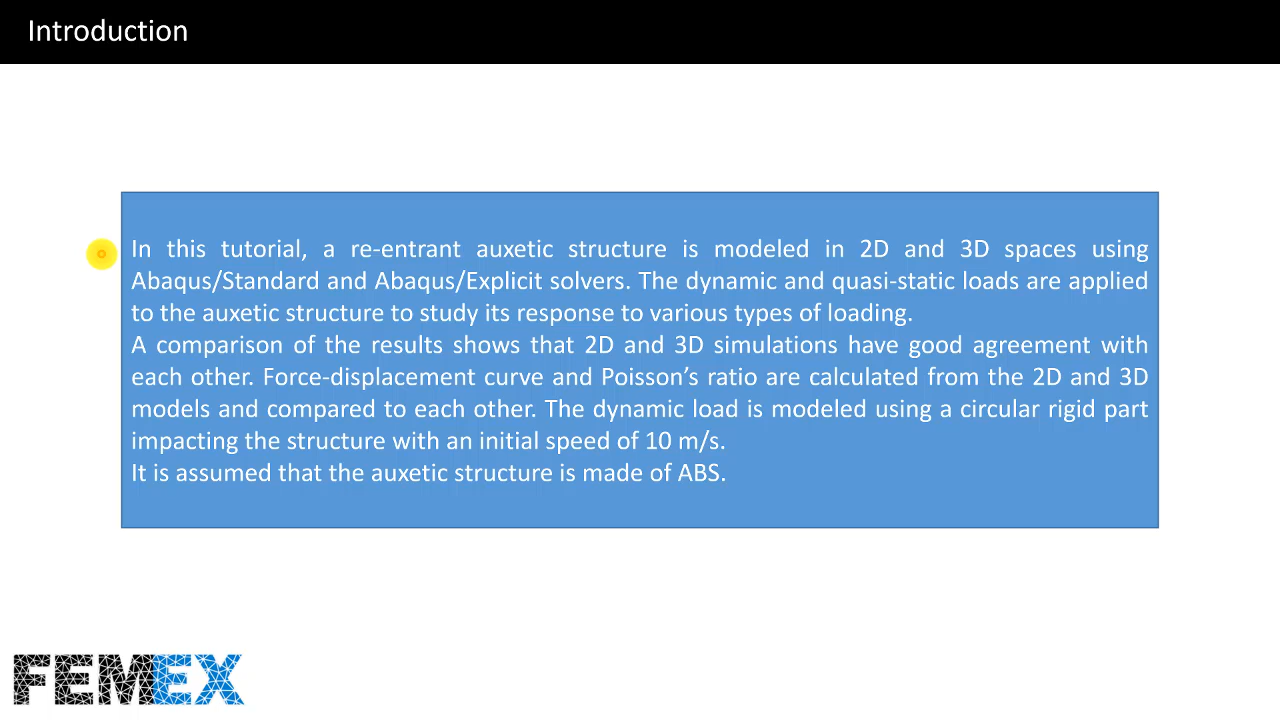 Introduction
In this tutorial, a re-entrant auxetic structure is modeled in 2D and 3D spaces using
Abaqus/Standard and Abaqus/Explicit solvers. The dynamic and quasi-static loads are applied
to the auxetic structure to study its response to various types of loading.
A comparison of the results shows that 2D and 3D simulations have good agreement with
each other. Force-displacement curve and Poisson’s ratio are calculated from the 2D and 3D
models and compared to each other. The dynamic load is modeled using a circular rigid part
impacting the structure with an initial speed of 10 m/s.
It is assumed that the auxetic structure is made of ABS.
FEMEX